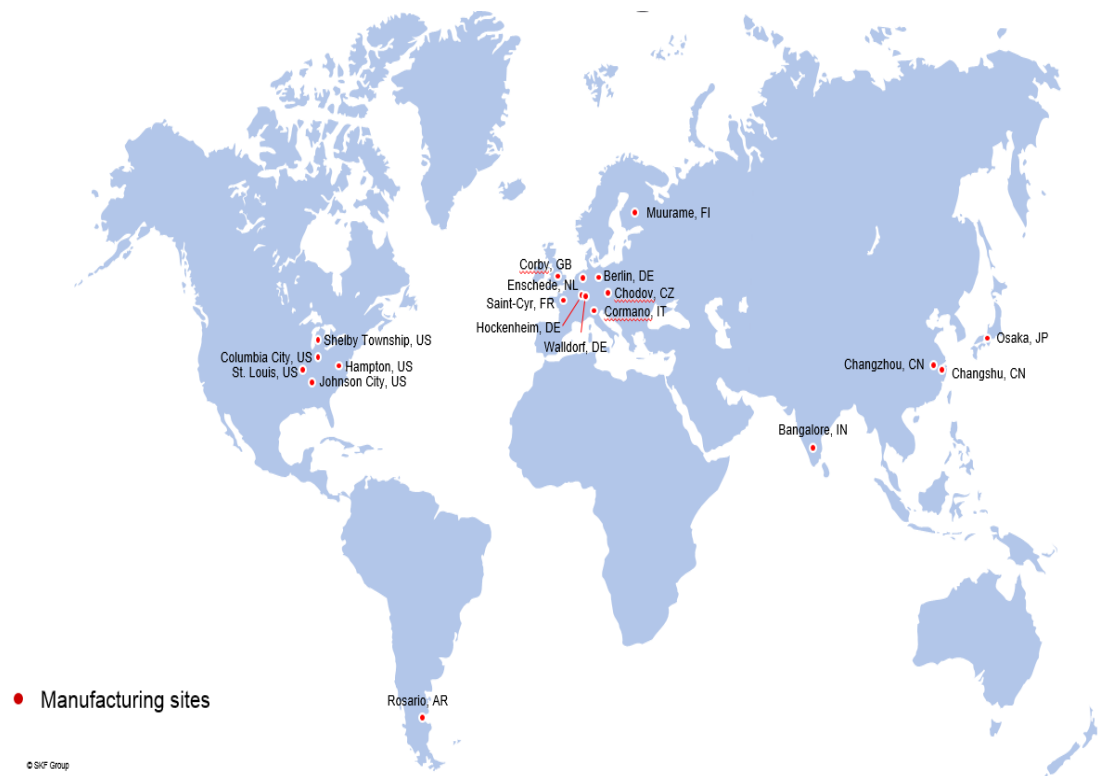 Muurame, FI
Corby, GB
Berlin, DE
Enschede, NL
Chodov, CZ
Saint-Cyr, FR
Cormano, IT
Hockenheim, DE
Walldorf, DE
Shelby Township, US
Columbia City, US
Hampton, US
St. Louis, US
Johnson City, US
Osaka, JP
Changzhou, CN
Changshu, CN
Bangalore, IN
Rosario, AR
Manufacturing sites
© SKF Group